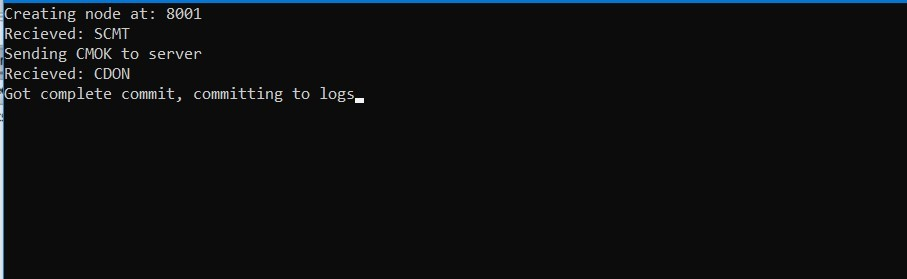 Creating node at: 8001
Recieved: SCMT
Sending CMOK to server
Recieved: CDON
Got complete commit, committing to logs